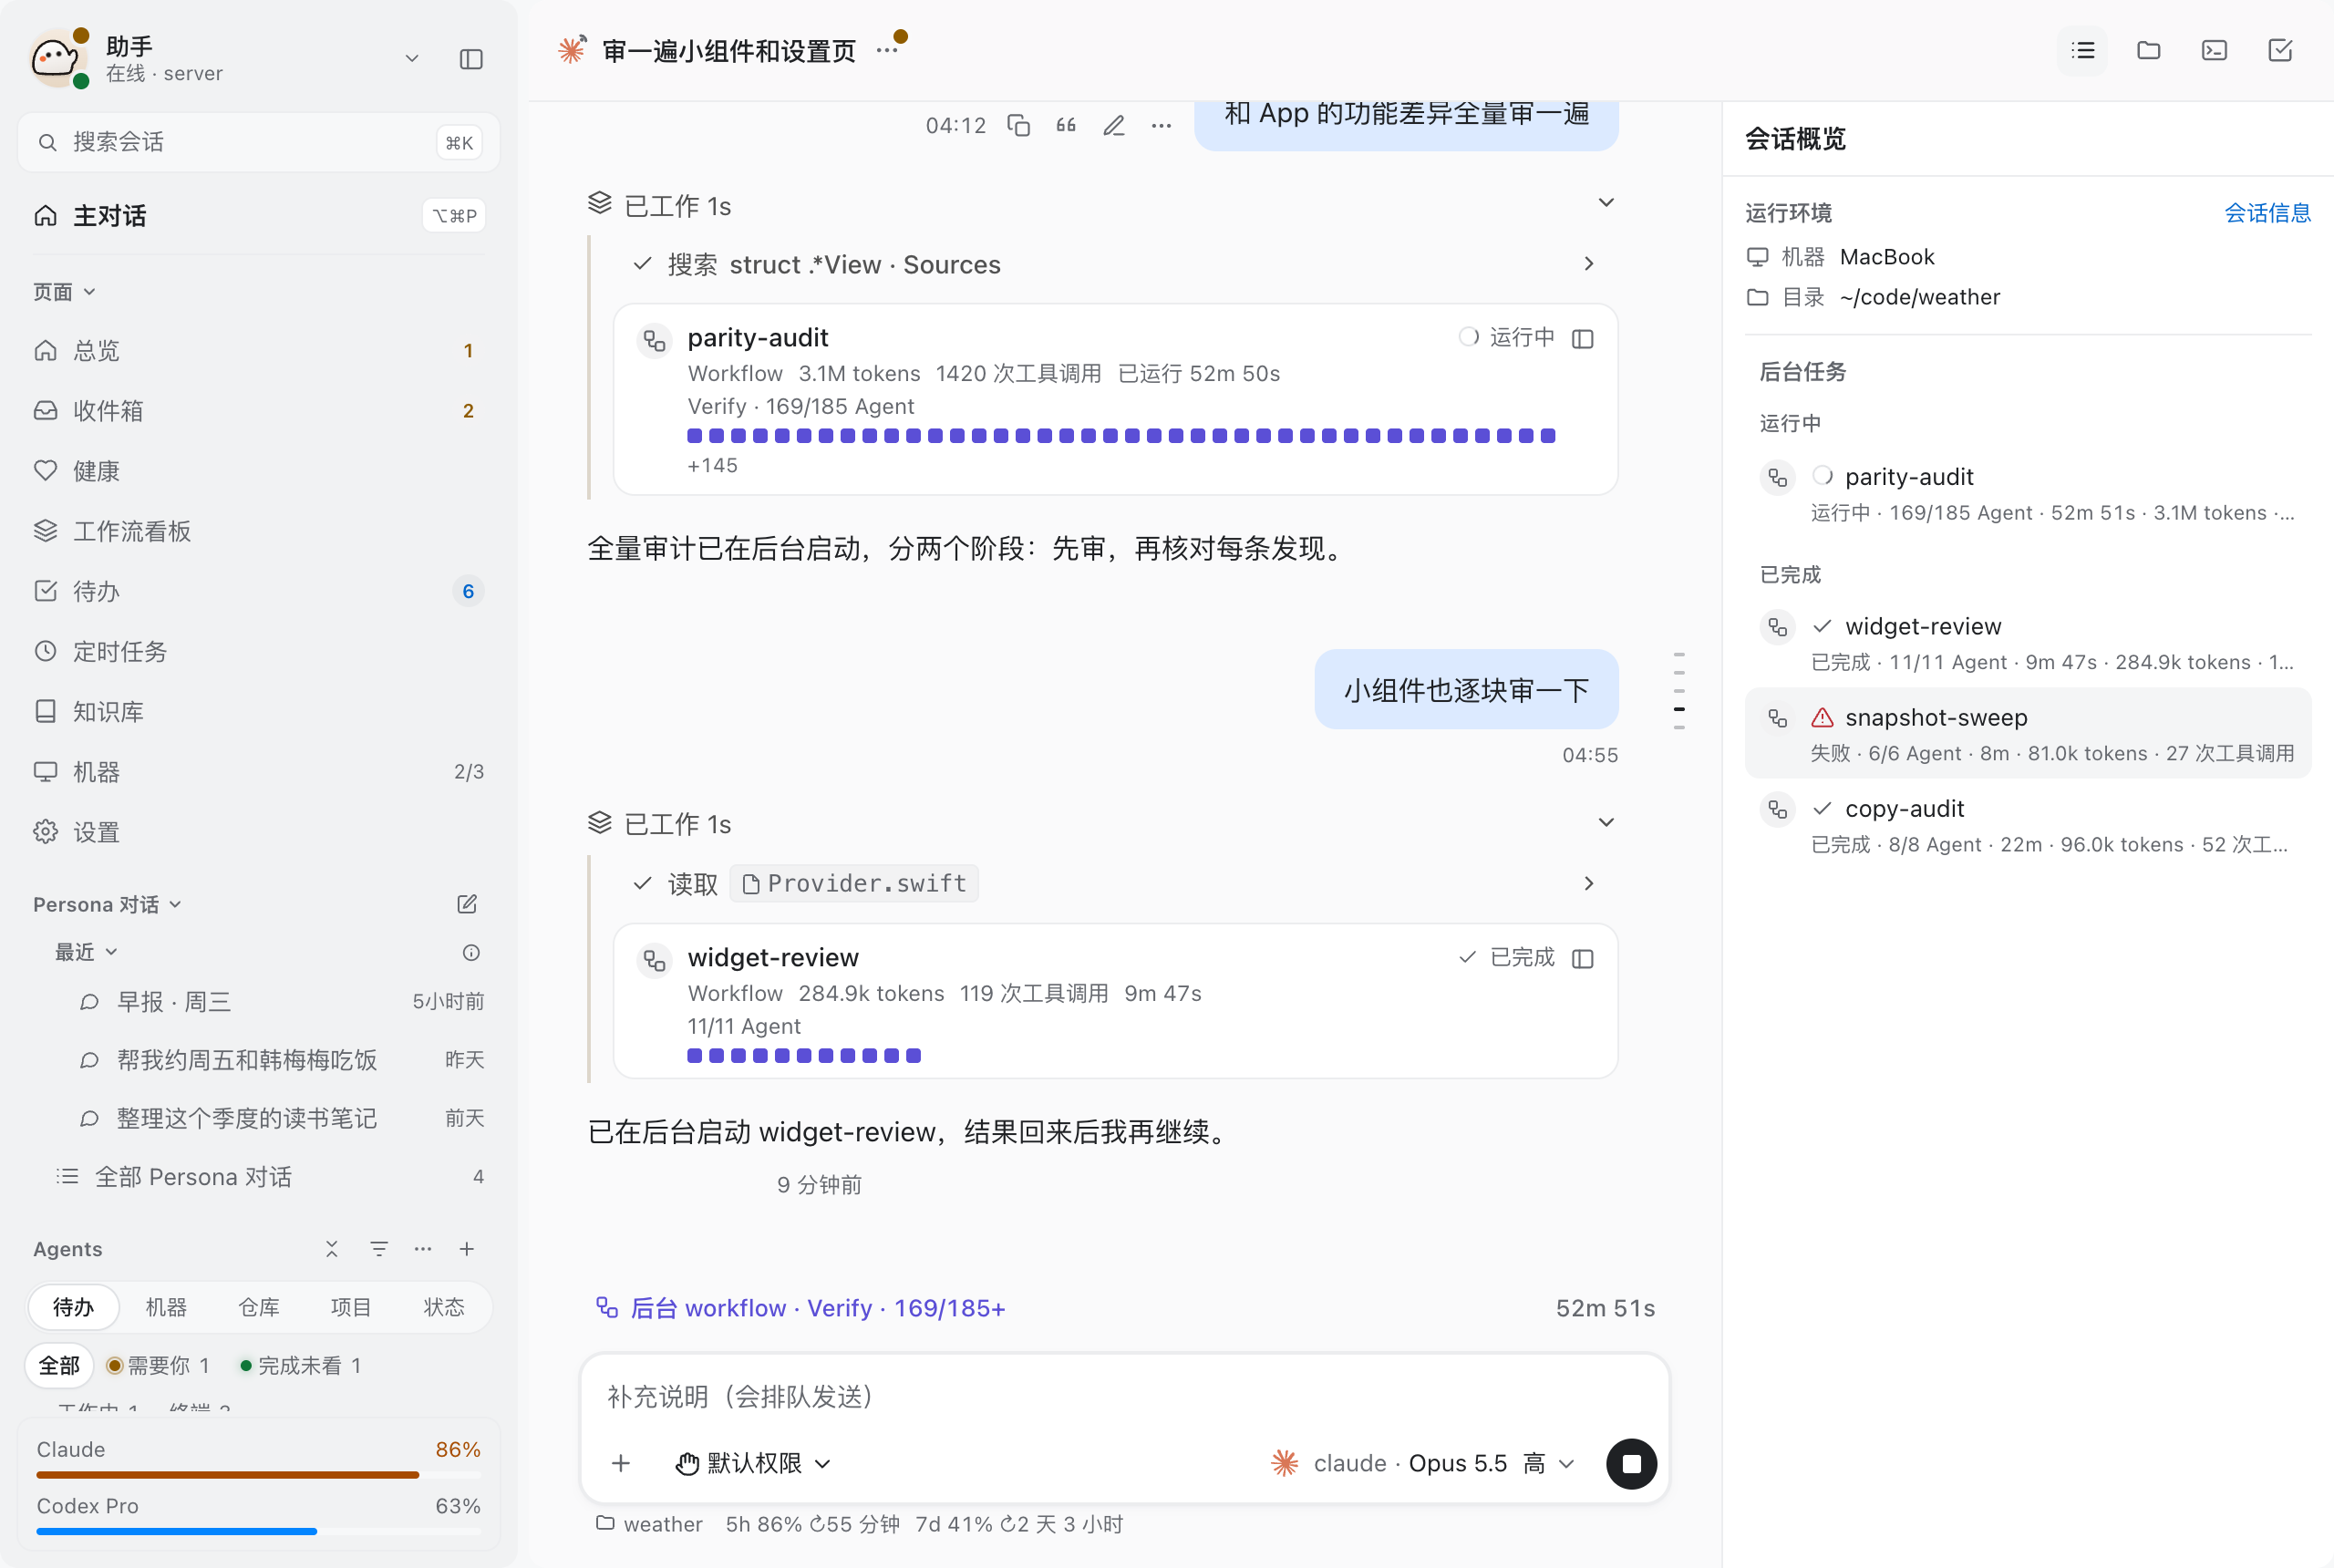 助手
在线 · server
搜索会话
⌘K
主对话
⌥⌘P
页面
总览
1
收件箱
2
健康
工作流看板
待办
6
定时任务
知识库
机器
2/3
设置
Persona 对话
最近
早报 · 周三
5小时前
帮我约周五和韩梅梅吃饭
昨天
整理这个季度的读书笔记
前天
全部 Persona 对话
4
Agents
待办
机器
仓库
项目
状态
全部
需要你 1
完成未看 1
工作中 1
终端
Claude
86%
Codex Pro
63%
审一遍小组件和设置页
和 App 的功能差异全量审一遍
04:12
已工作 1s
搜索 struct .*View · Sources
parity-audit
运行中
Workflow 3.1M tokens 1420 次工具调用 已运行 52m 50s
Verify · 169/185 Agent
+145
全量审计已在后台启动，分两个阶段：先审，再核对每条发现。
小组件也逐块审一下
04:55
已工作 1s
读取 Provider.swift
widget-review
已完成
Workflow 284.9k tokens 119 次工具调用 9m 47s
11/11 Agent
已在后台启动 widget-review，结果回来后我再继续。
9 分钟前
后台 workflow · Verify · 169/185+
52m 51s
补充说明（会排队发送）
默认权限
claude · Opus 5.5 高
weather 5h 86% ↻55 分钟 7d 41% ↻2 天 3 小时
会话概览
运行环境
会话信息
机器 MacBook
目录 ~/code/weather
后台任务
运行中
parity-audit
运行中 · 169/185 Agent · 52m 51s · 3.1M tokens ·...
已完成
widget-review
已完成 · 11/11 Agent · 9m 47s · 284.9k tokens · 1...
snapshot-sweep
失败 · 6/6 Agent · 8m · 81.0k tokens · 27 次工具调用
copy-audit
已完成 · 8/8 Agent · 22m · 96.0k tokens · 52 次工...